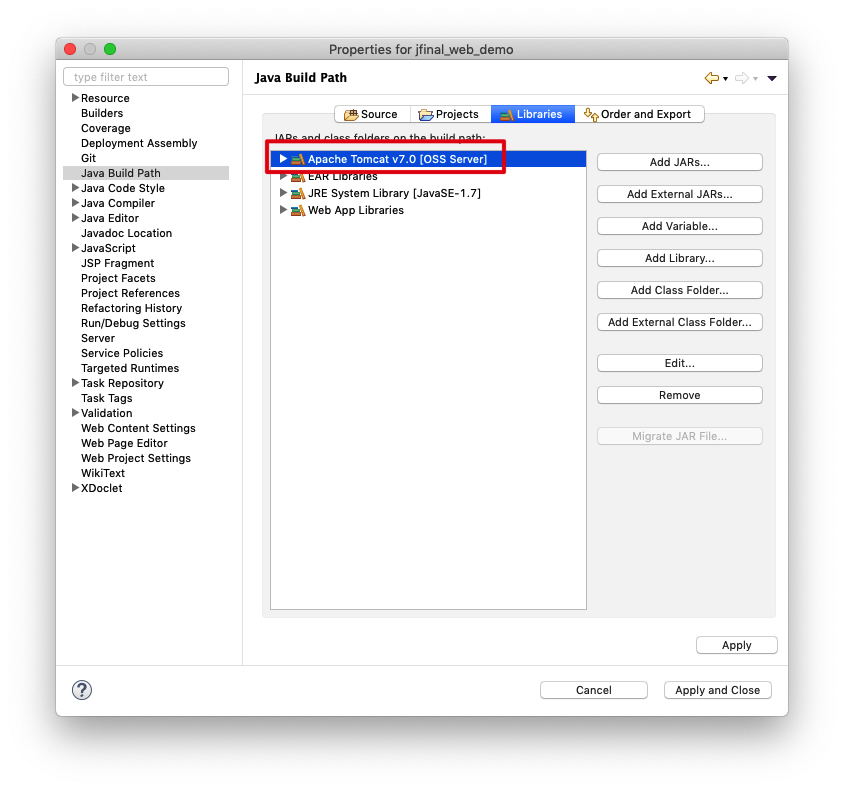 Properties for jfinal_web_demo
type filter text
Resource
Builders
Coverage
Deployment Assembly
Git
Java Build Path
Java Code Style
Java Compiler
Java Editor
Javadoc Location
JavaScript
JSP Fragment
Project Facets
Project References
Refactoring History
Run/Debug Settings
Server
Service Policies
Targeted Runtimes
Task Repository
Task Tags
Validation
Web Content Settings
Web Page Editor
Web Project Settings
WikiText
XDoclet
Java Build Path
Source Projects Libraries Order and Export
JARs and class folders on the build path:
Apache Tomcat v7.0 [OSS Server]
EAR Libraries
JRE System Library [JavaSE-1.7]
Web App Libraries
Add JARs...
Add External JARs...
Add Variable...
Add Library...
Add Class Folder...
Add External Class Folder...
Edit...
Remove
Migrate JAR File...
Apply
?
Cancel Apply and Close